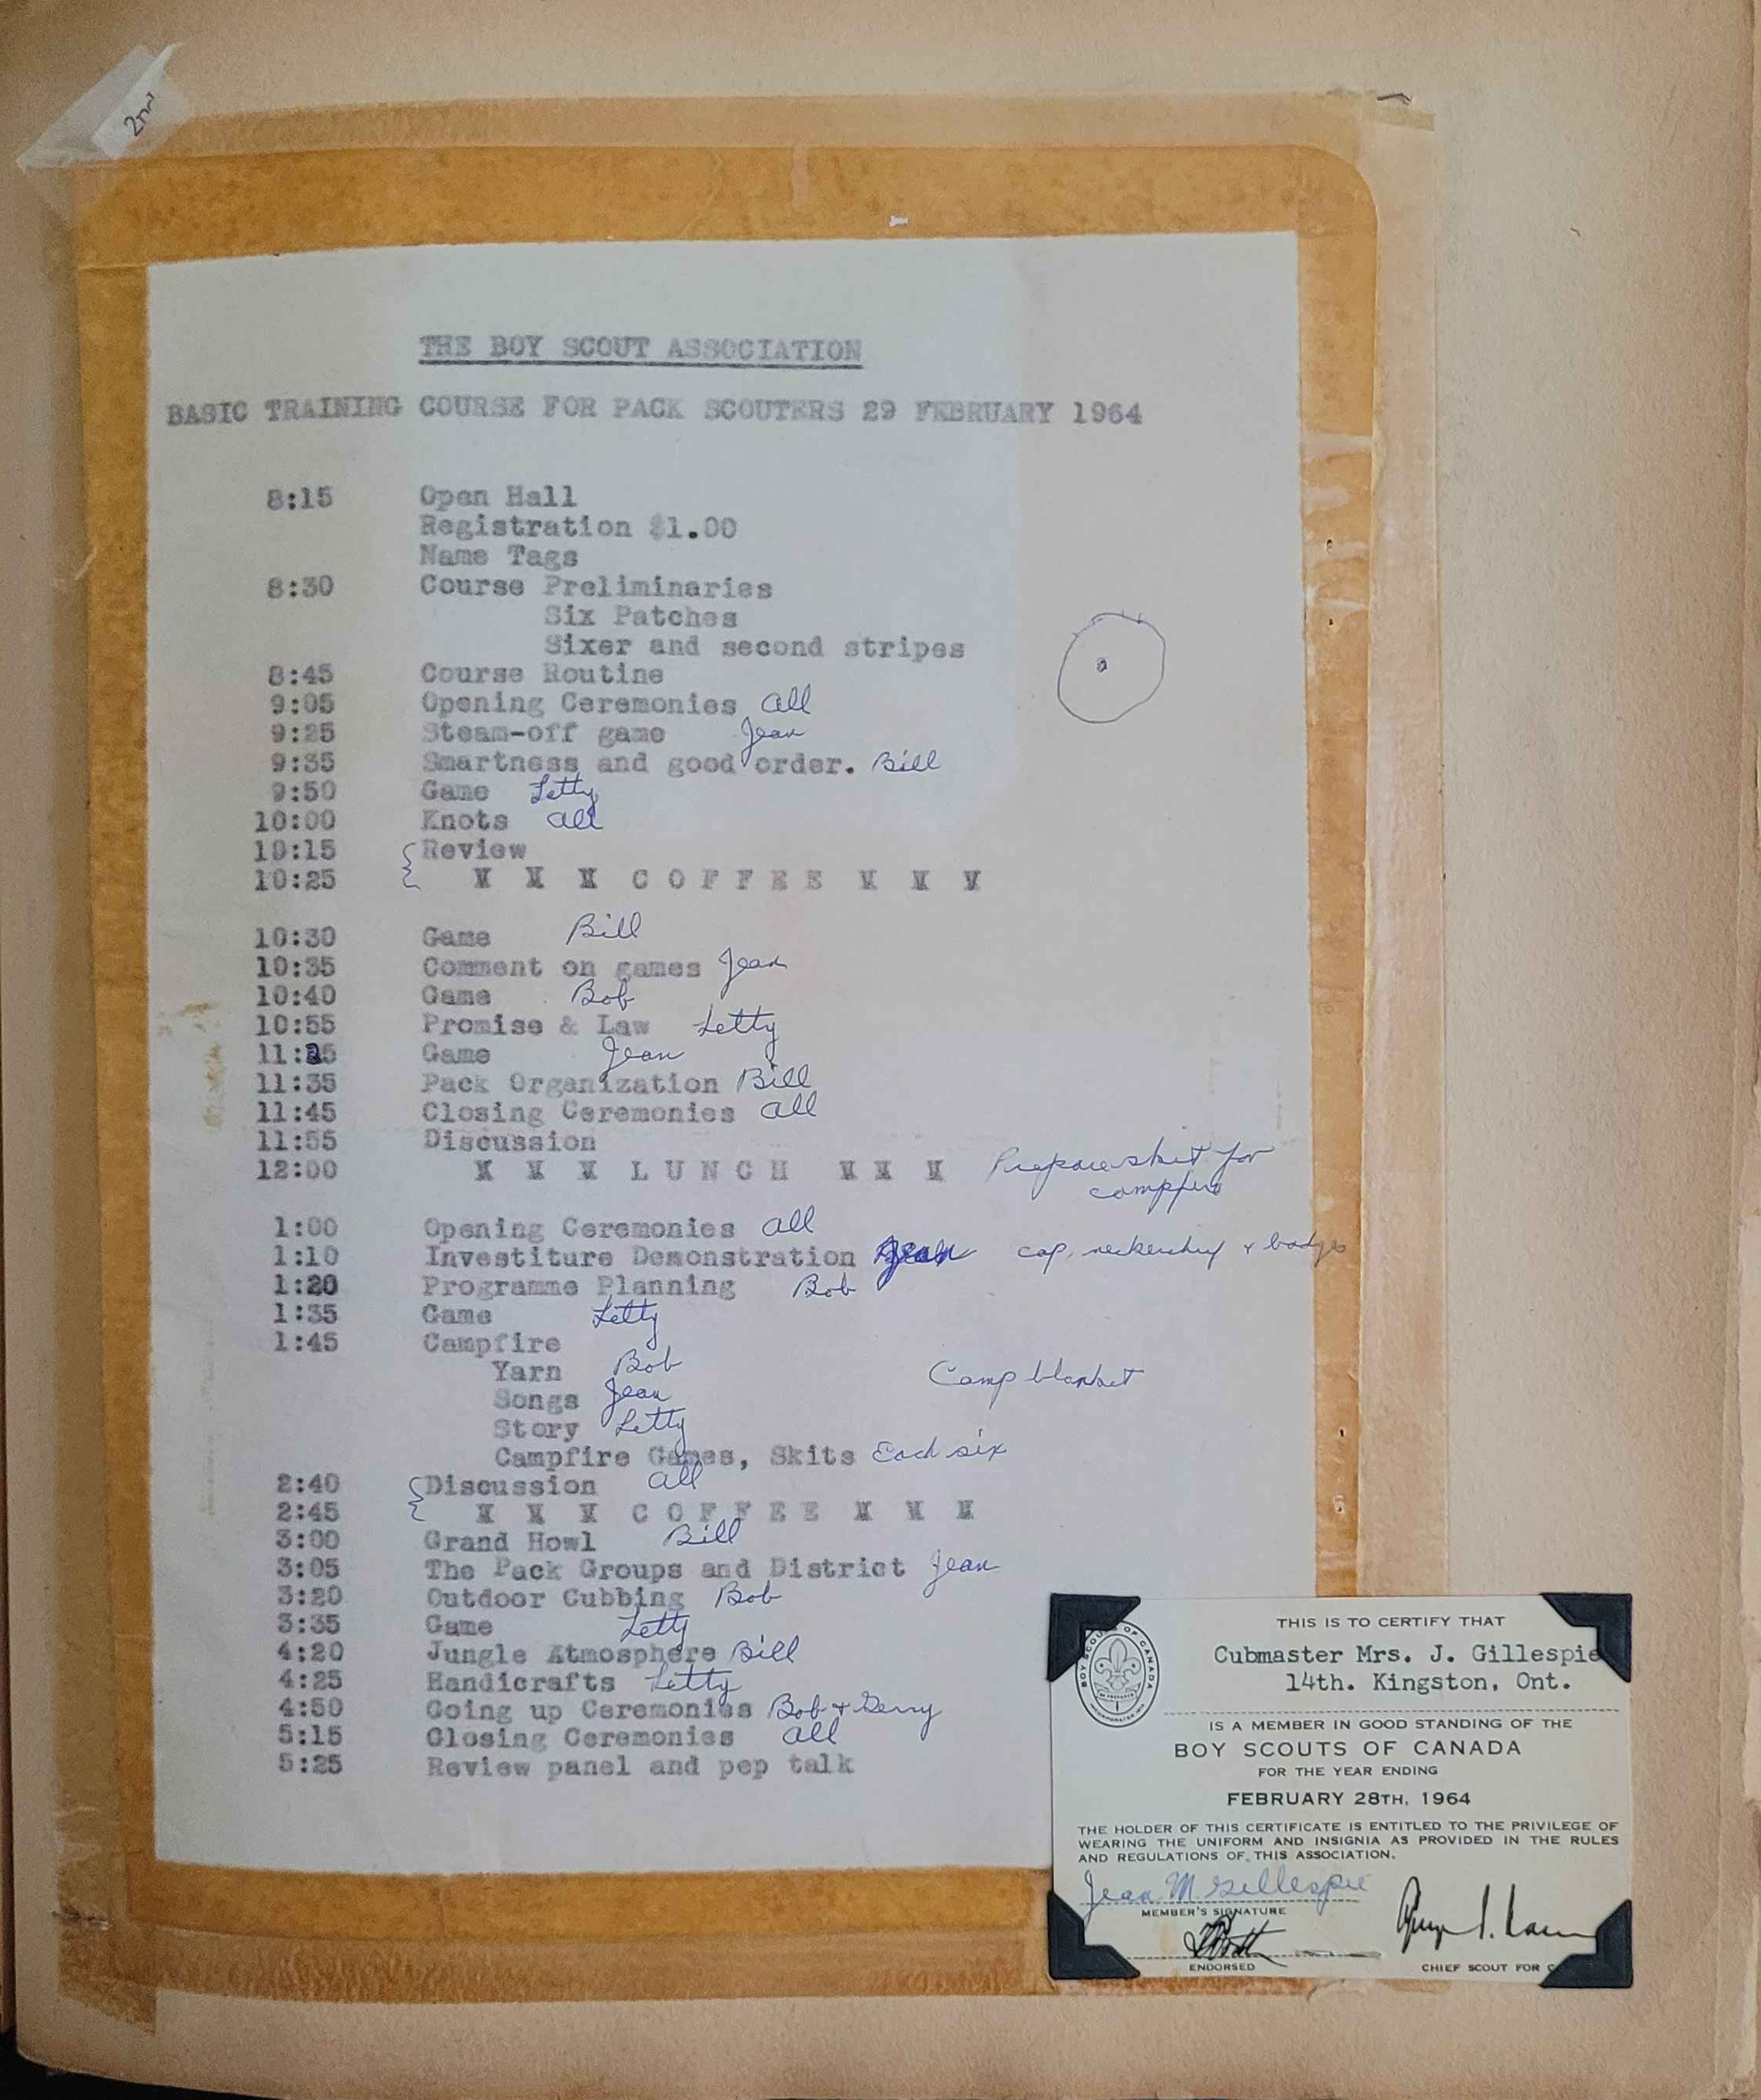 2nd
THE BOY SCOUT ASSOCIATION
BASIC TRAINING COURSE FOR PACK SCOUTERS 29 FEBRUARY 1964
8:15 Open Hall
Registration $1.00
Name Tags
8:30 Course Preliminaries
Six Patches
Sixer and second stripes
8:45 Course Routine
9:05 Opening Ceremonies all
9:25 Steam-off game Jean
9:35 Smartness and good order. Bill
9:50 Game Letty
10:00 Knots all
10:15 Review
10:25 X X X C O F F E E X X X
10:30 Game Bill
10:35 Comment on games Jean
10:40 Game Bob
10:55 Promise & Law Letty
11:25 Game Jean
11:35 Pack Organization Bill
11:45 Closing Ceremonies all
11:55 Discussion
12:00 X X X L U N C H X X X Prepare skit for
campfire
1:00 Opening Ceremonies all
1:10 Investiture Demonstration Jean cap, neckerchief + badges
1:20 Programme Planning Bob
1:35 Game Letty
1:45 Campfire
Yarn Bob
Camp blanket
Songs Jean
Story Letty
Campfire Games, Skits Each six
2:40 Discussion all
2:45 X X X C O F F E E X X X
3:00 Grand Howl Bill
3:05 The Pack Groups and District Jean
3:20 Outdoor Cubbing Bob
3:35 Game Letty
4:20 Jungle Atmosphere Bill
4:25 Handicrafts Letty
4:50 Going up Ceremonies Bob + Gerry
5:15 Closing Ceremonies all
5:25 Review panel and pep talk
BOY SCOUTS OF CANADA
THIS IS TO CERTIFY THAT
Cubmaster Mrs. J. Gillespie
14th. Kingston, Ont.
IS A MEMBER IN GOOD STANDING OF THE
BOY SCOUTS OF CANADA
FOR THE YEAR ENDING
FEBRUARY 28TH, 1964
THE HOLDER OF THIS CERTIFICATE IS ENTITLED TO THE PRIVILEGE OF
WEARING THE UNIFORM AND INSIGNIA AS PROVIDED IN THE RULES
AND REGULATIONS OF THIS ASSOCIATION.
Jean M. Gillespie
MEMBER'S SIGNATURE
ENDORSED
CHIEF SCOUT FOR C